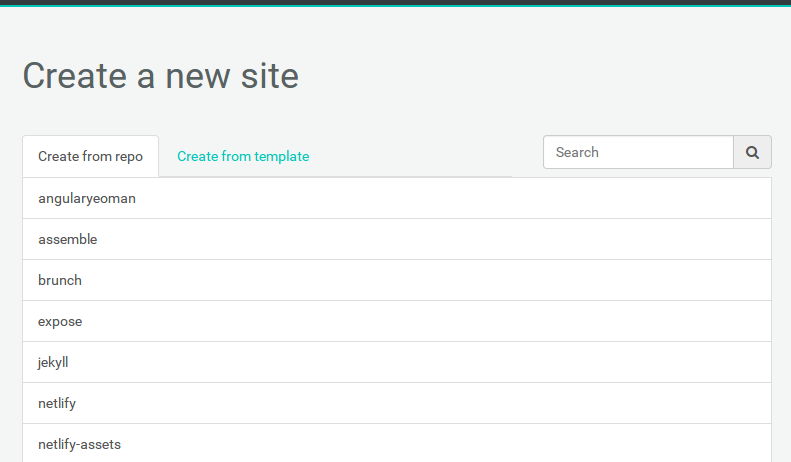 Create a new site
Create from repo
Create from template
Search
angularyeoman
assemble
brunch
expose
jekyll
netlify
netlify-assets